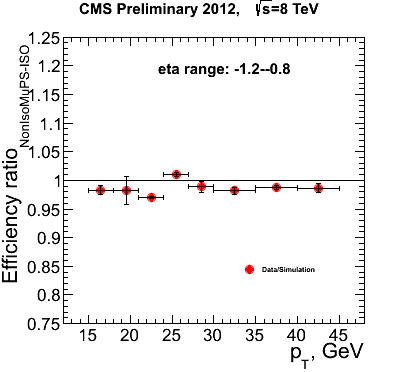 CMS Preliminary 2012, √s=8 TeV
eta range: -1.2--0.8
Efficiency ratio NonIsoMuPS-ISO
1.25
1.2
1.15
1.1
1.05
1
0.95
0.9
0.85
0.8
0.75
Data/Simulation
15 20 25 30 35 40 45
pT, GeV